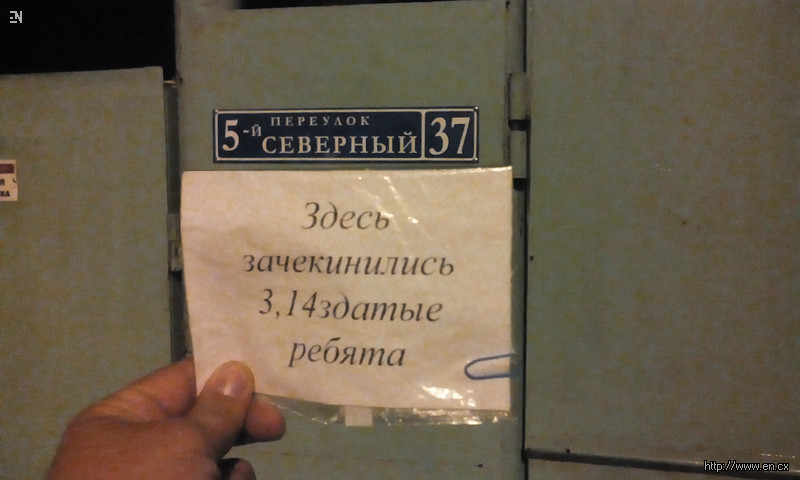 EN
ПЕРЕУЛОК
5-й СЕВЕРНЫЙ 37
Здесь
зачекинились
3,14здатые
ребята
http://www.en.cx